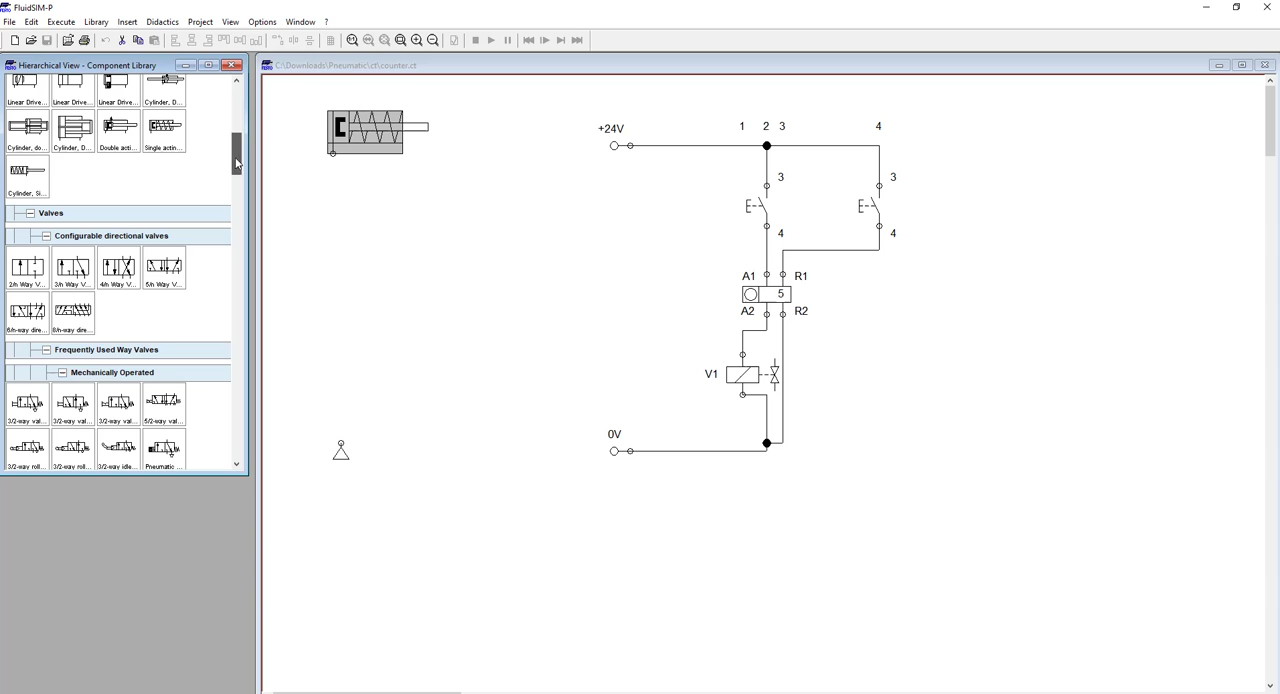 FluidSIM-P
File Edit Execute Library Insert Didactics Project View Options Window ?
Hierarchical View - Component Library
C:\Downloads\Pneumatic\ct\counter.ct
Linear Drive... Linear Drive... Linear Drive... Cylinder, D...
Cylinder, do... Cylinder, D... Double acti... Single actin...
Cylinder, Si...
Valves
Configurable directional valves
2/n Way V... 3/n Way V... 4/n Way V... 5/n Way V...
6/n-way dire... 8/n-way dire...
Frequently Used Way Valves
Mechanically Operated
3/2-way val... 3/2-way val... 3/2-way val... 5/2-way val...
3/2-way roll... 3/2-way roll... 3/2-way idle... Pneumatic
+24V 1 2 3 4
3 3
4 4
A1 R1
5
A2 R2
V1
0V